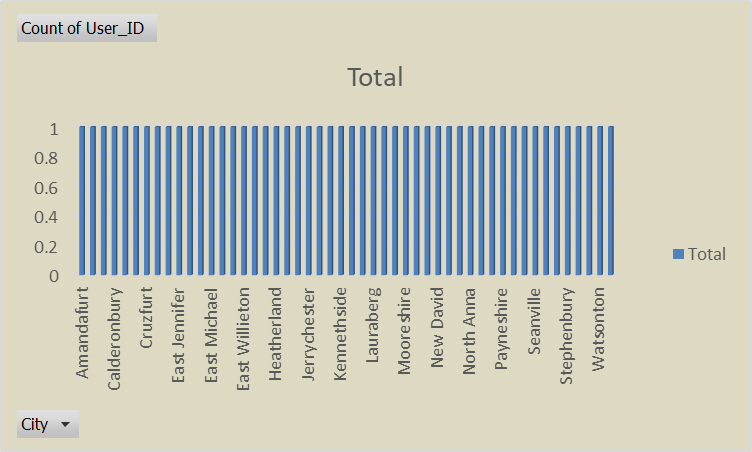 Count of User_ID
Total
1
0.8
0.6
0.4
0.2
0
Total
Amandafurt
Calderonbury
Cruzfurt
East Jennifer
East Michael
East Willieton
Heatherland
Jerrychester
Kennethside
Lauraberg
Mooreshire
New David
North Anna
Payneshire
Seanville
Stephenbury
Watsonton
City